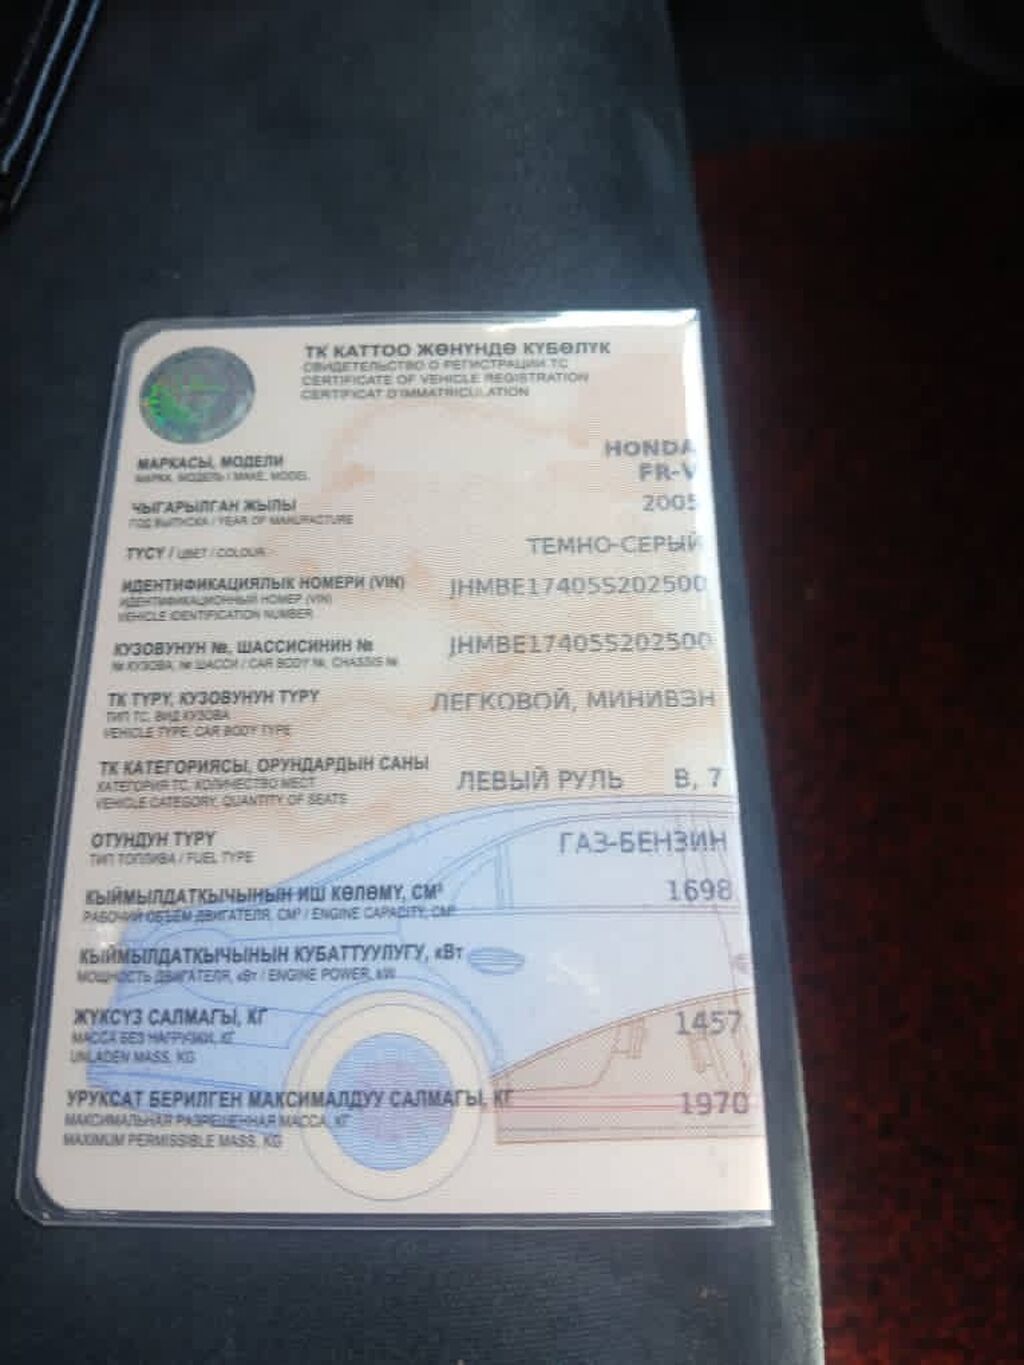 ТК КАТТОО ЖӨНҮНДӨ КҮБӨЛҮК
СВИДЕТЕЛЬСТВО О РЕГИСТРАЦИИ ТС
CERTIFICATE OF VEHICLE REGISTRATION
CERTIFICAT D'IMMATRICULATION
МАРКАСЫ, МОДЕЛИ HONDA
МАРКА, МОДЕЛЬ / MAKE, MODEL FR-V
ЧЫГАРЫЛГАН ЖЫЛЫ 2005
ГОД ВЫПУСКА / YEAR OF MANUFACTURE
ТҮСҮ / ЦВЕТ / COLOUR ТЕМНО-СЕРЫЙ
ИДЕНТИФИКАЦИЯЛЫК НОМЕРИ (VIN) JHMBE17405S202500
ИДЕНТИФИКАЦИОННЫЙ НОМЕР (VIN)
VEHICLE IDENTIFICATION NUMBER
КУЗОВУНУН №, ШАССИСИНИН № JHMBE17405S202500
№ КУЗОВА, № ШАССИ / CAR BODY №, CHASSIS №
ТК ТҮРҮ, КУЗОВУНУН ТҮРҮ ЛЕГКОВОЙ, МИНИВЭН
ТИП ТС, ВИД КУЗОВА
VEHICLE TYPE, CAR BODY TYPE
ТК КАТЕГОРИЯСЫ, ОРУНДАРДЫН САНЫ ЛЕВЫЙ РУЛЬ B, 7
КАТЕГОРИЯ ТС, КОЛИЧЕСТВО МЕСТ
VEHICLE CATEGORY, QUANTITY OF SEATS
ОТУНДУН ТҮРҮ ГАЗ-БЕНЗИН
ТИП ТОПЛИВА / FUEL TYPE
КЫЙМЫЛДАТКЫЧЫНЫН ИШ КӨЛӨМҮ, СМ³ 1698
РАБОЧИЙ ОБЪЕМ ДВИГАТЕЛЯ, СМ³ / ENGINE CAPACITY, CM³
КЫЙМЫЛДАТКЫЧЫНЫН КУБАТТУУЛУГУ, кВт
МОЩНОСТЬ ДВИГАТЕЛЯ, кВт / ENGINE POWER, kW
ЖҮКСҮЗ САЛМАГЫ, КГ 1457
МАССА БЕЗ НАГРУЗКИ, КГ
UNLADEN MASS, KG
УРУКСАТ БЕРИЛГЕН МАКСИМАЛДУУ САЛМАГЫ, КГ 1970
МАКСИМАЛЬНАЯ РАЗРЕШЕННАЯ МАССА, КГ
MAXIMUM PERMISSIBLE MASS, KG